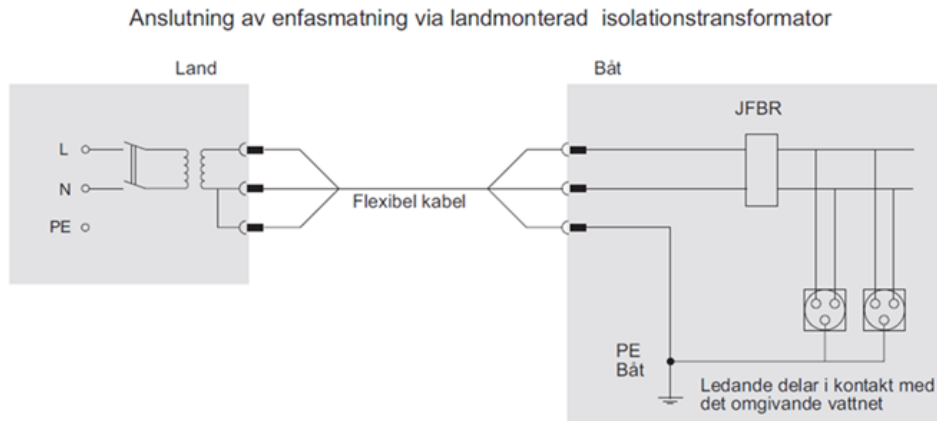 Anslutning av enfasmatning via landmonterad isolationstransformator
Land
Båt
JFBR
L
N
PE
Flexibel kabel
PE
Båt
Ledande delar i kontakt med
det omgivande vattnet